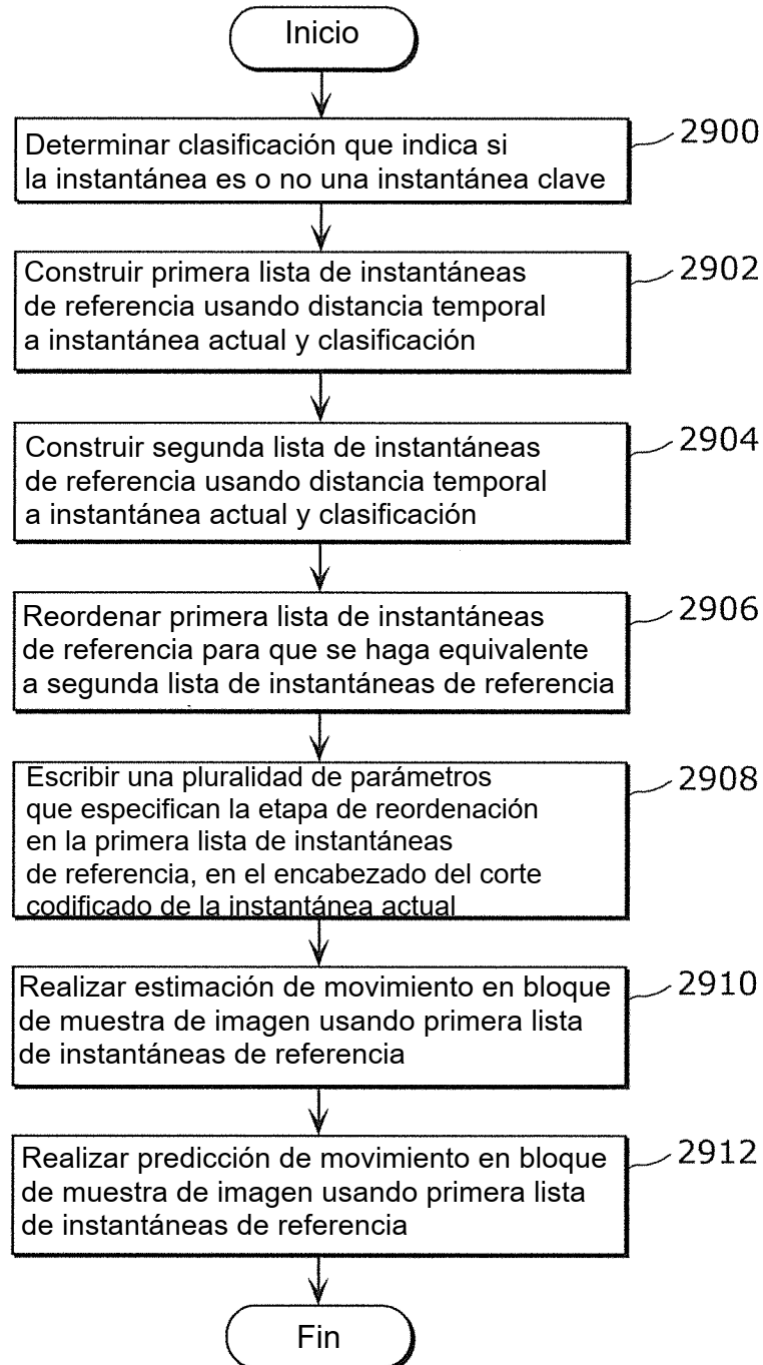 Inicio
Determinar clasificación que indica si
la instantánea es o no una instantánea clave
2900
Construir primera lista de instantáneas
de referencia usando distancia temporal
a instantánea actual y clasificación
2902
Construir segunda lista de instantáneas
de referencia usando distancia temporal
a instantánea actual y clasificación
2904
Reordenar primera lista de instantáneas
de referencia para que se haga equivalente
a segunda lista de instantáneas de referencia
2906
Escribir una pluralidad de parámetros
que especifican la etapa de reordenación
en la primera lista de instantáneas
de referencia, en el encabezado del corte
codificado de la instantánea actual
2908
Realizar estimación de movimiento en bloque
de muestra de imagen usando primera lista
de instantáneas de referencia
2910
Realizar predicción de movimiento en bloque
de muestra de imagen usando primera lista
de instantáneas de referencia
2912
Fin